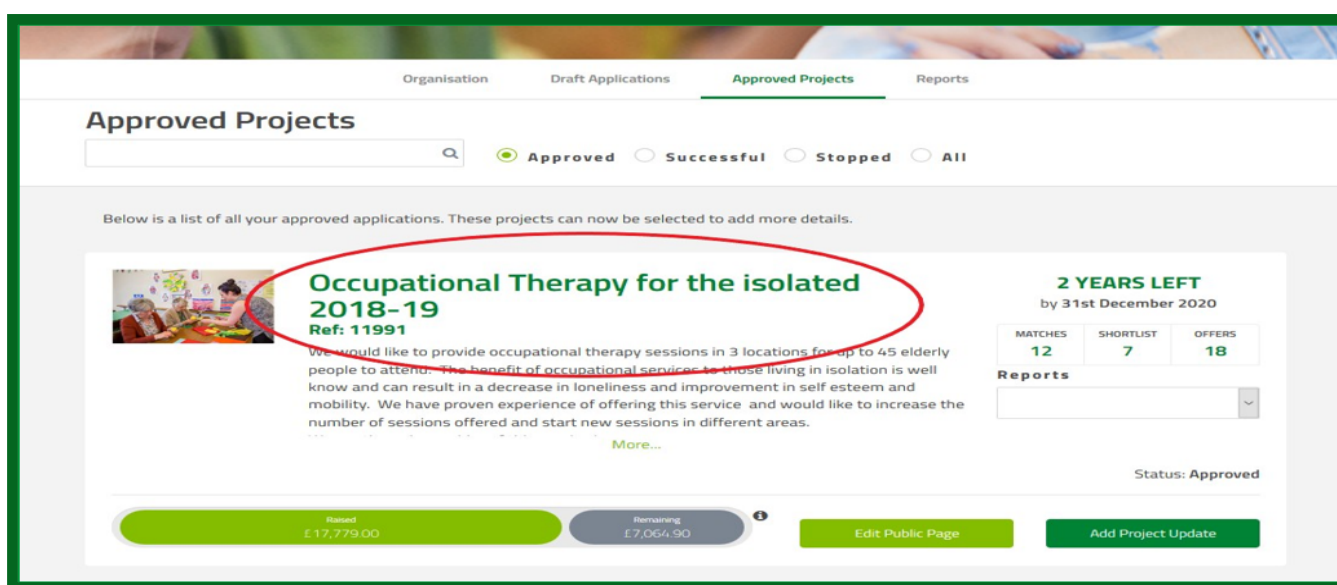 Organisation Draft Applications Approved Projects Reports
Approved Projects
Approved Successful Stopped All
Below is a list of all your approved applications. These projects can now be selected to add more details.
Occupational Therapy for the isolated
2018-19
Ref: 11991
We would like to provide occupational therapy sessions in 3 locations for up to 45 elderly
people to attend. The benefit of occupational services to those living in isolation is well
know and can result in a decrease in loneliness and improvement in self esteem and
mobility. We have proven experience of offering this service and would like to increase the
number of sessions offered and start new sessions in different areas.
More...
2 YEARS LEFT
by 31st December 2020
MATCHES SHORTLIST OFFERS
12 7 18
Reports
Status: Approved
Raised
£17,779.00
Remaining
£7,064.90
Edit Public Page
Add Project Update